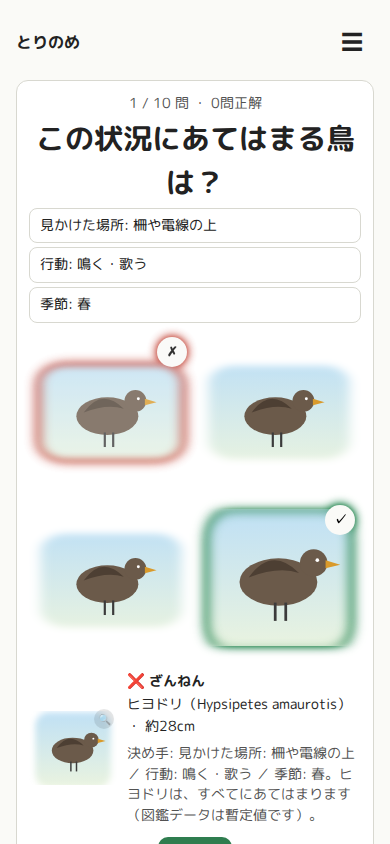 とりのめ
☰
1 / 10 問 · 0問正解
この状況にあてはまる鳥
は？
見かけた場所: 柵や電線の上
行動: 鳴く・歌う
季節: 春
✗
✓
❌ ざんねん
ヒヨドリ（Hypsipetes amaurotis）
· 約28cm
決め手: 見かけた場所: 柵や電線の上
／ 行動: 鳴く・歌う ／ 季節: 春。ヒ
ヨドリは、すべてにあてはまります
（図鑑データは暫定値です）。